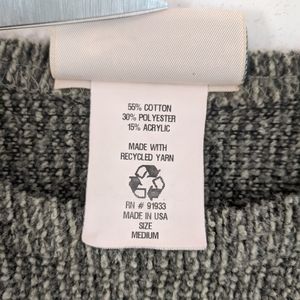 55% COTTON
30% POLYESTER
15% ACRYLIC
MADE WITH
RECYCLED YARN
RN # 91933
MADE IN USA
SIZE
MEDIUM